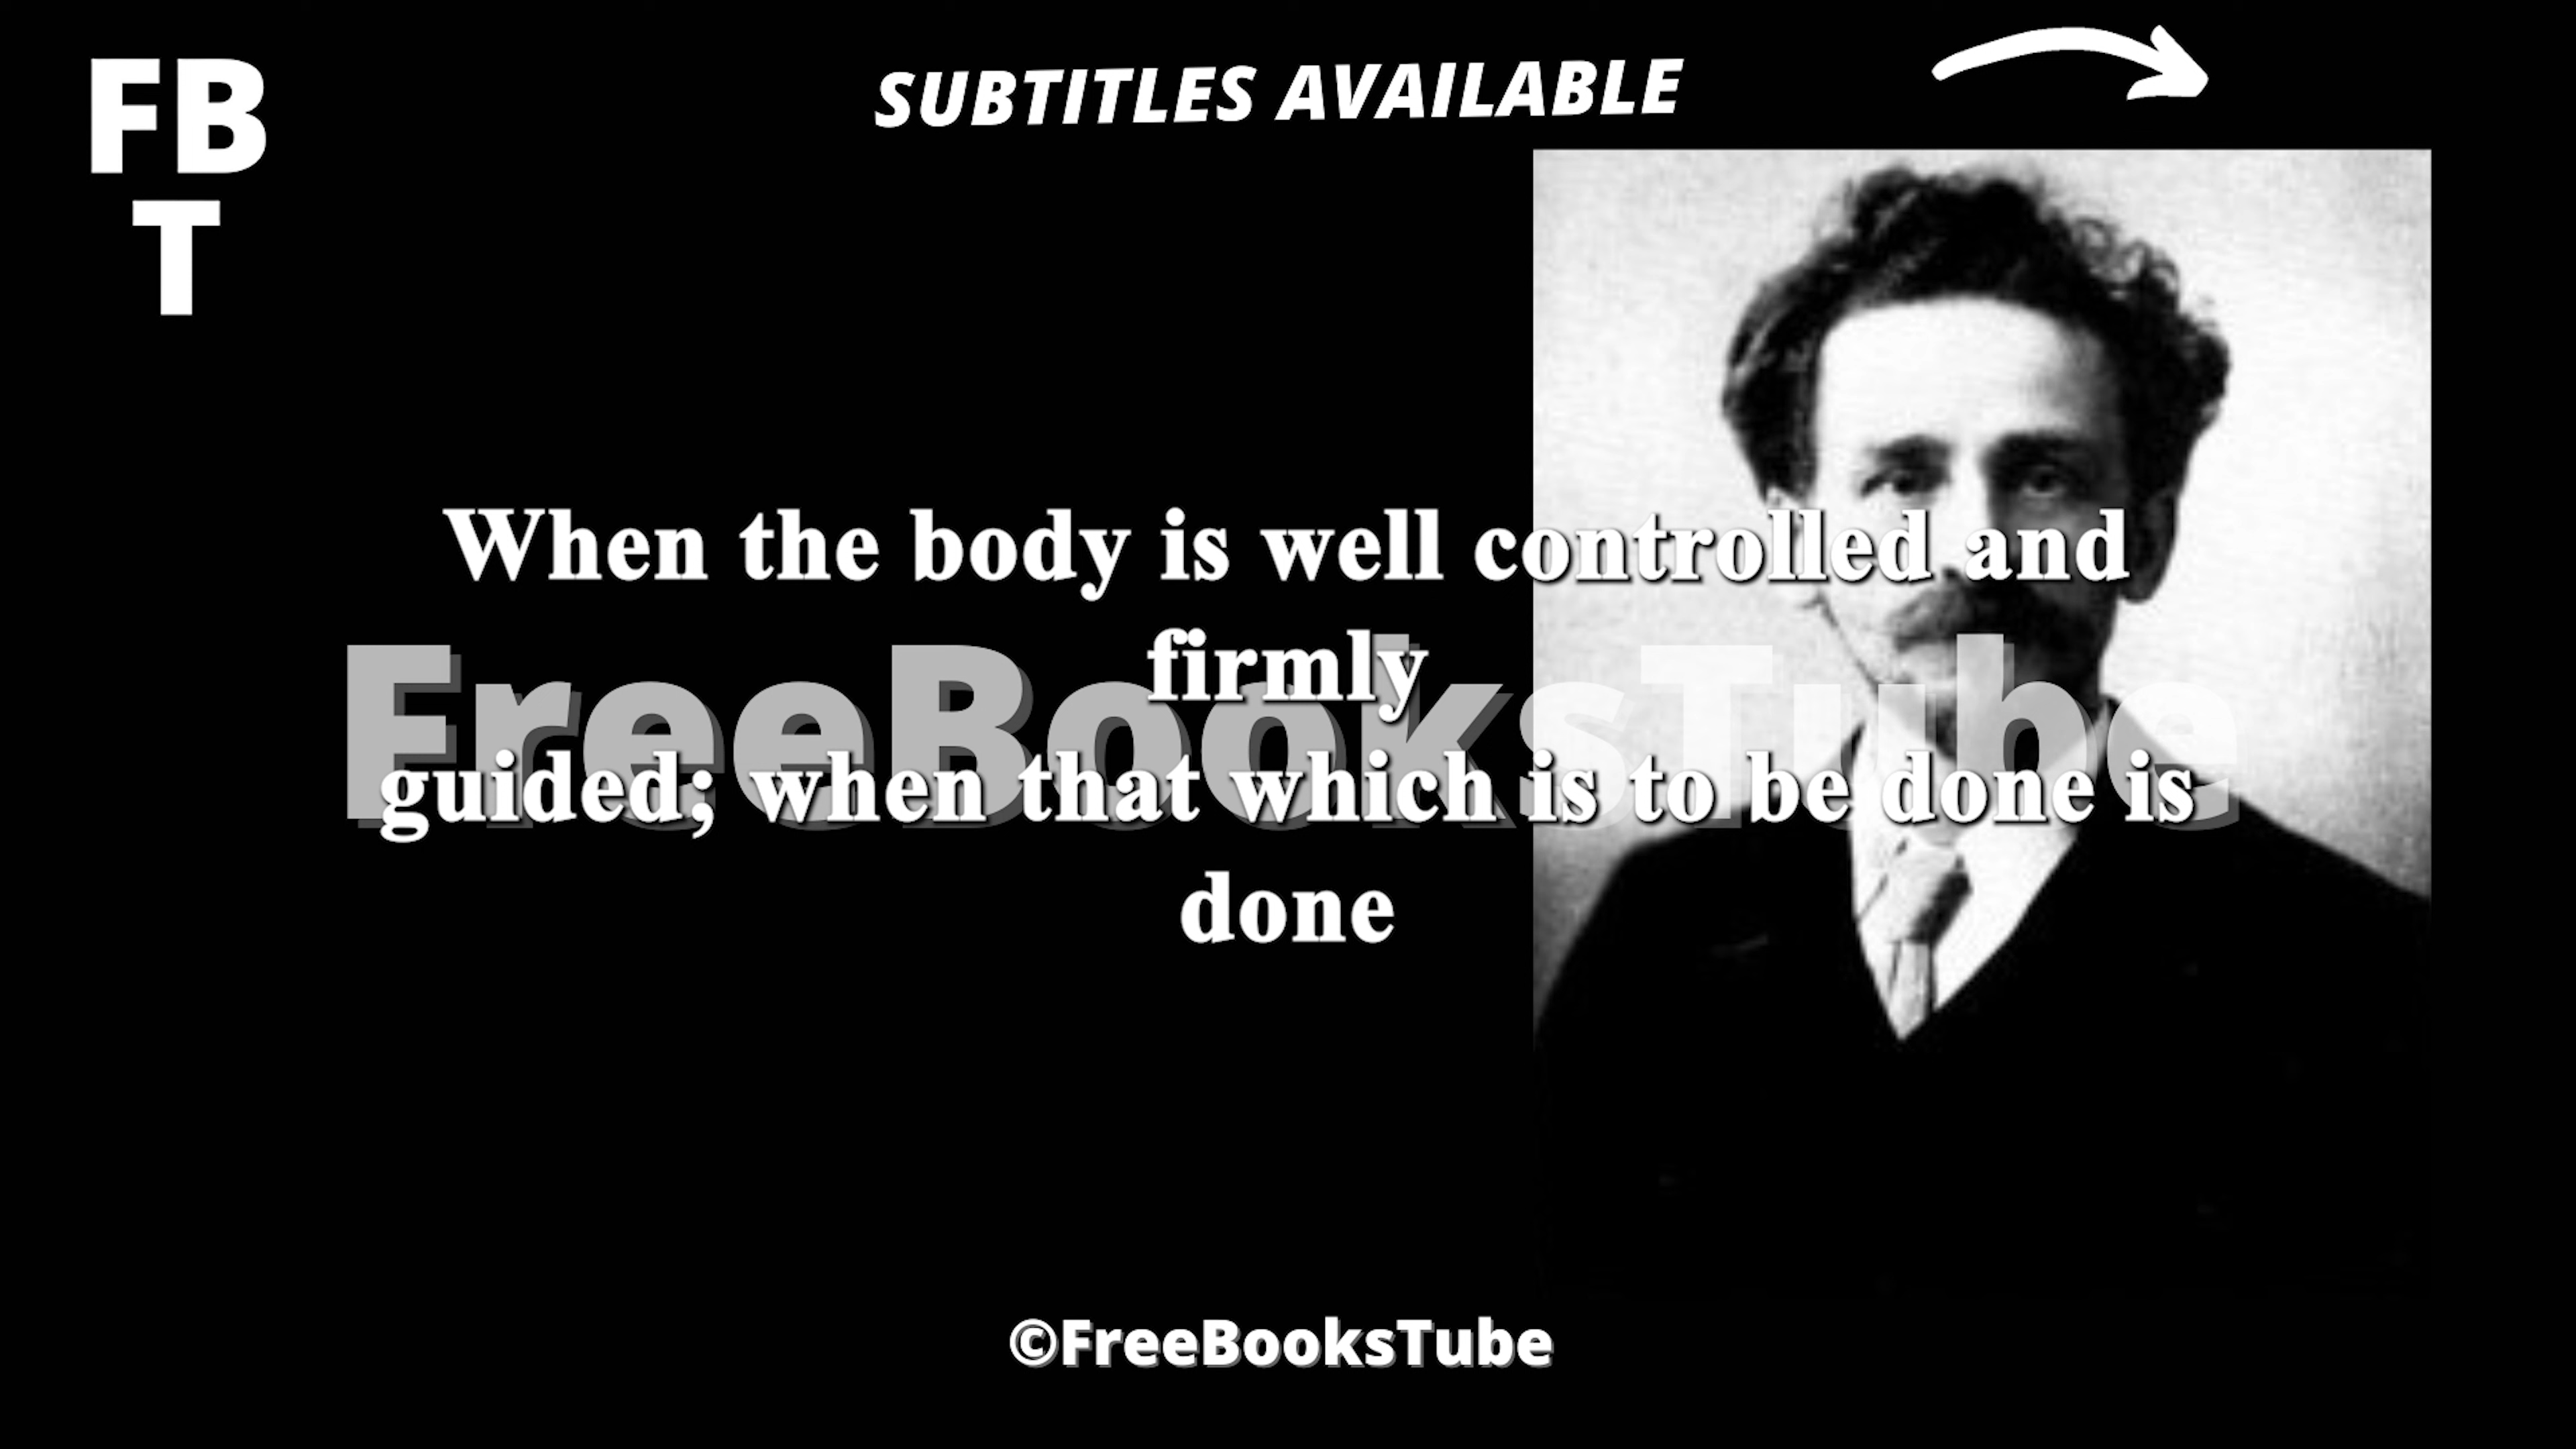 FB
T
SUBTITLES AVAILABLE
When the body is well controlled and
firmly
FreeBooksTube
guided; when that which is to be done is
done
©FreeBooksTube